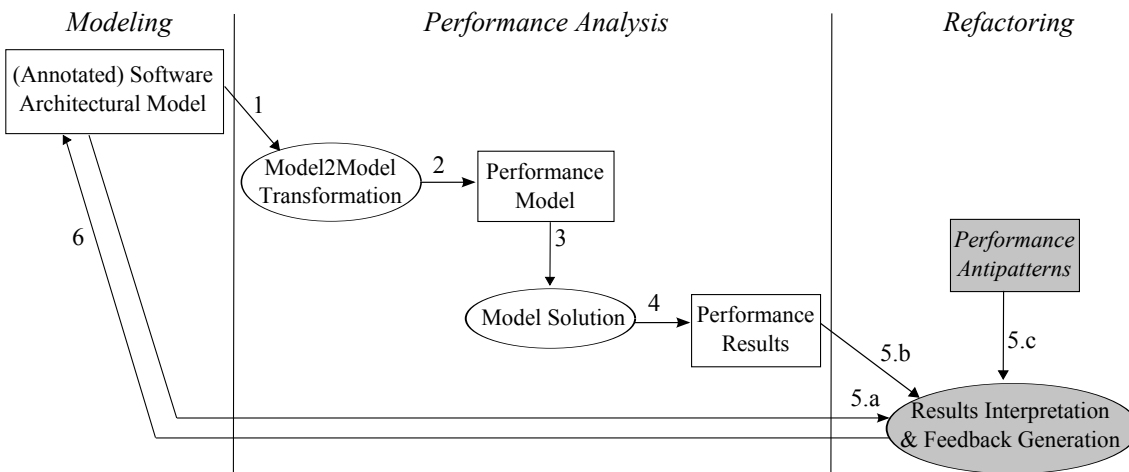 Modeling
Performance Analysis
Refactoring
(Annotated) Software
Architectural Model
1
Model2Model
Transformation
2
Performance
Model
6
3
Performance
Antipatterns
Model Solution
4
Performance
Results
5.b
5.c
5.a
Results Interpretation
& Feedback Generation